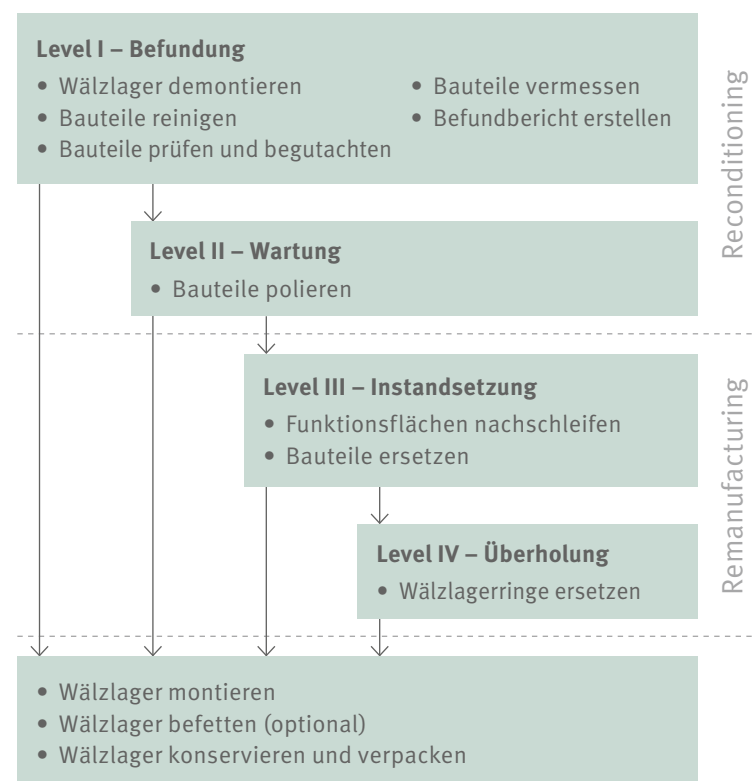 Level I – Befundung
• Wälzlager demontieren
• Bauteile reinigen
• Bauteile prüfen und begutachten
• Bauteile vermessen
• Befundbericht erstellen
Reconditioning
Level II – Wartung
• Bauteile polieren
Level III – Instandsetzung
• Funktionsflächen nachschleifen
• Bauteile ersetzen
Remanufacturing
Level IV – Überholung
• Wälzlagerringe ersetzen
• Wälzlager montieren
• Wälzlager befetten (optional)
• Wälzlager konservieren und verpacken